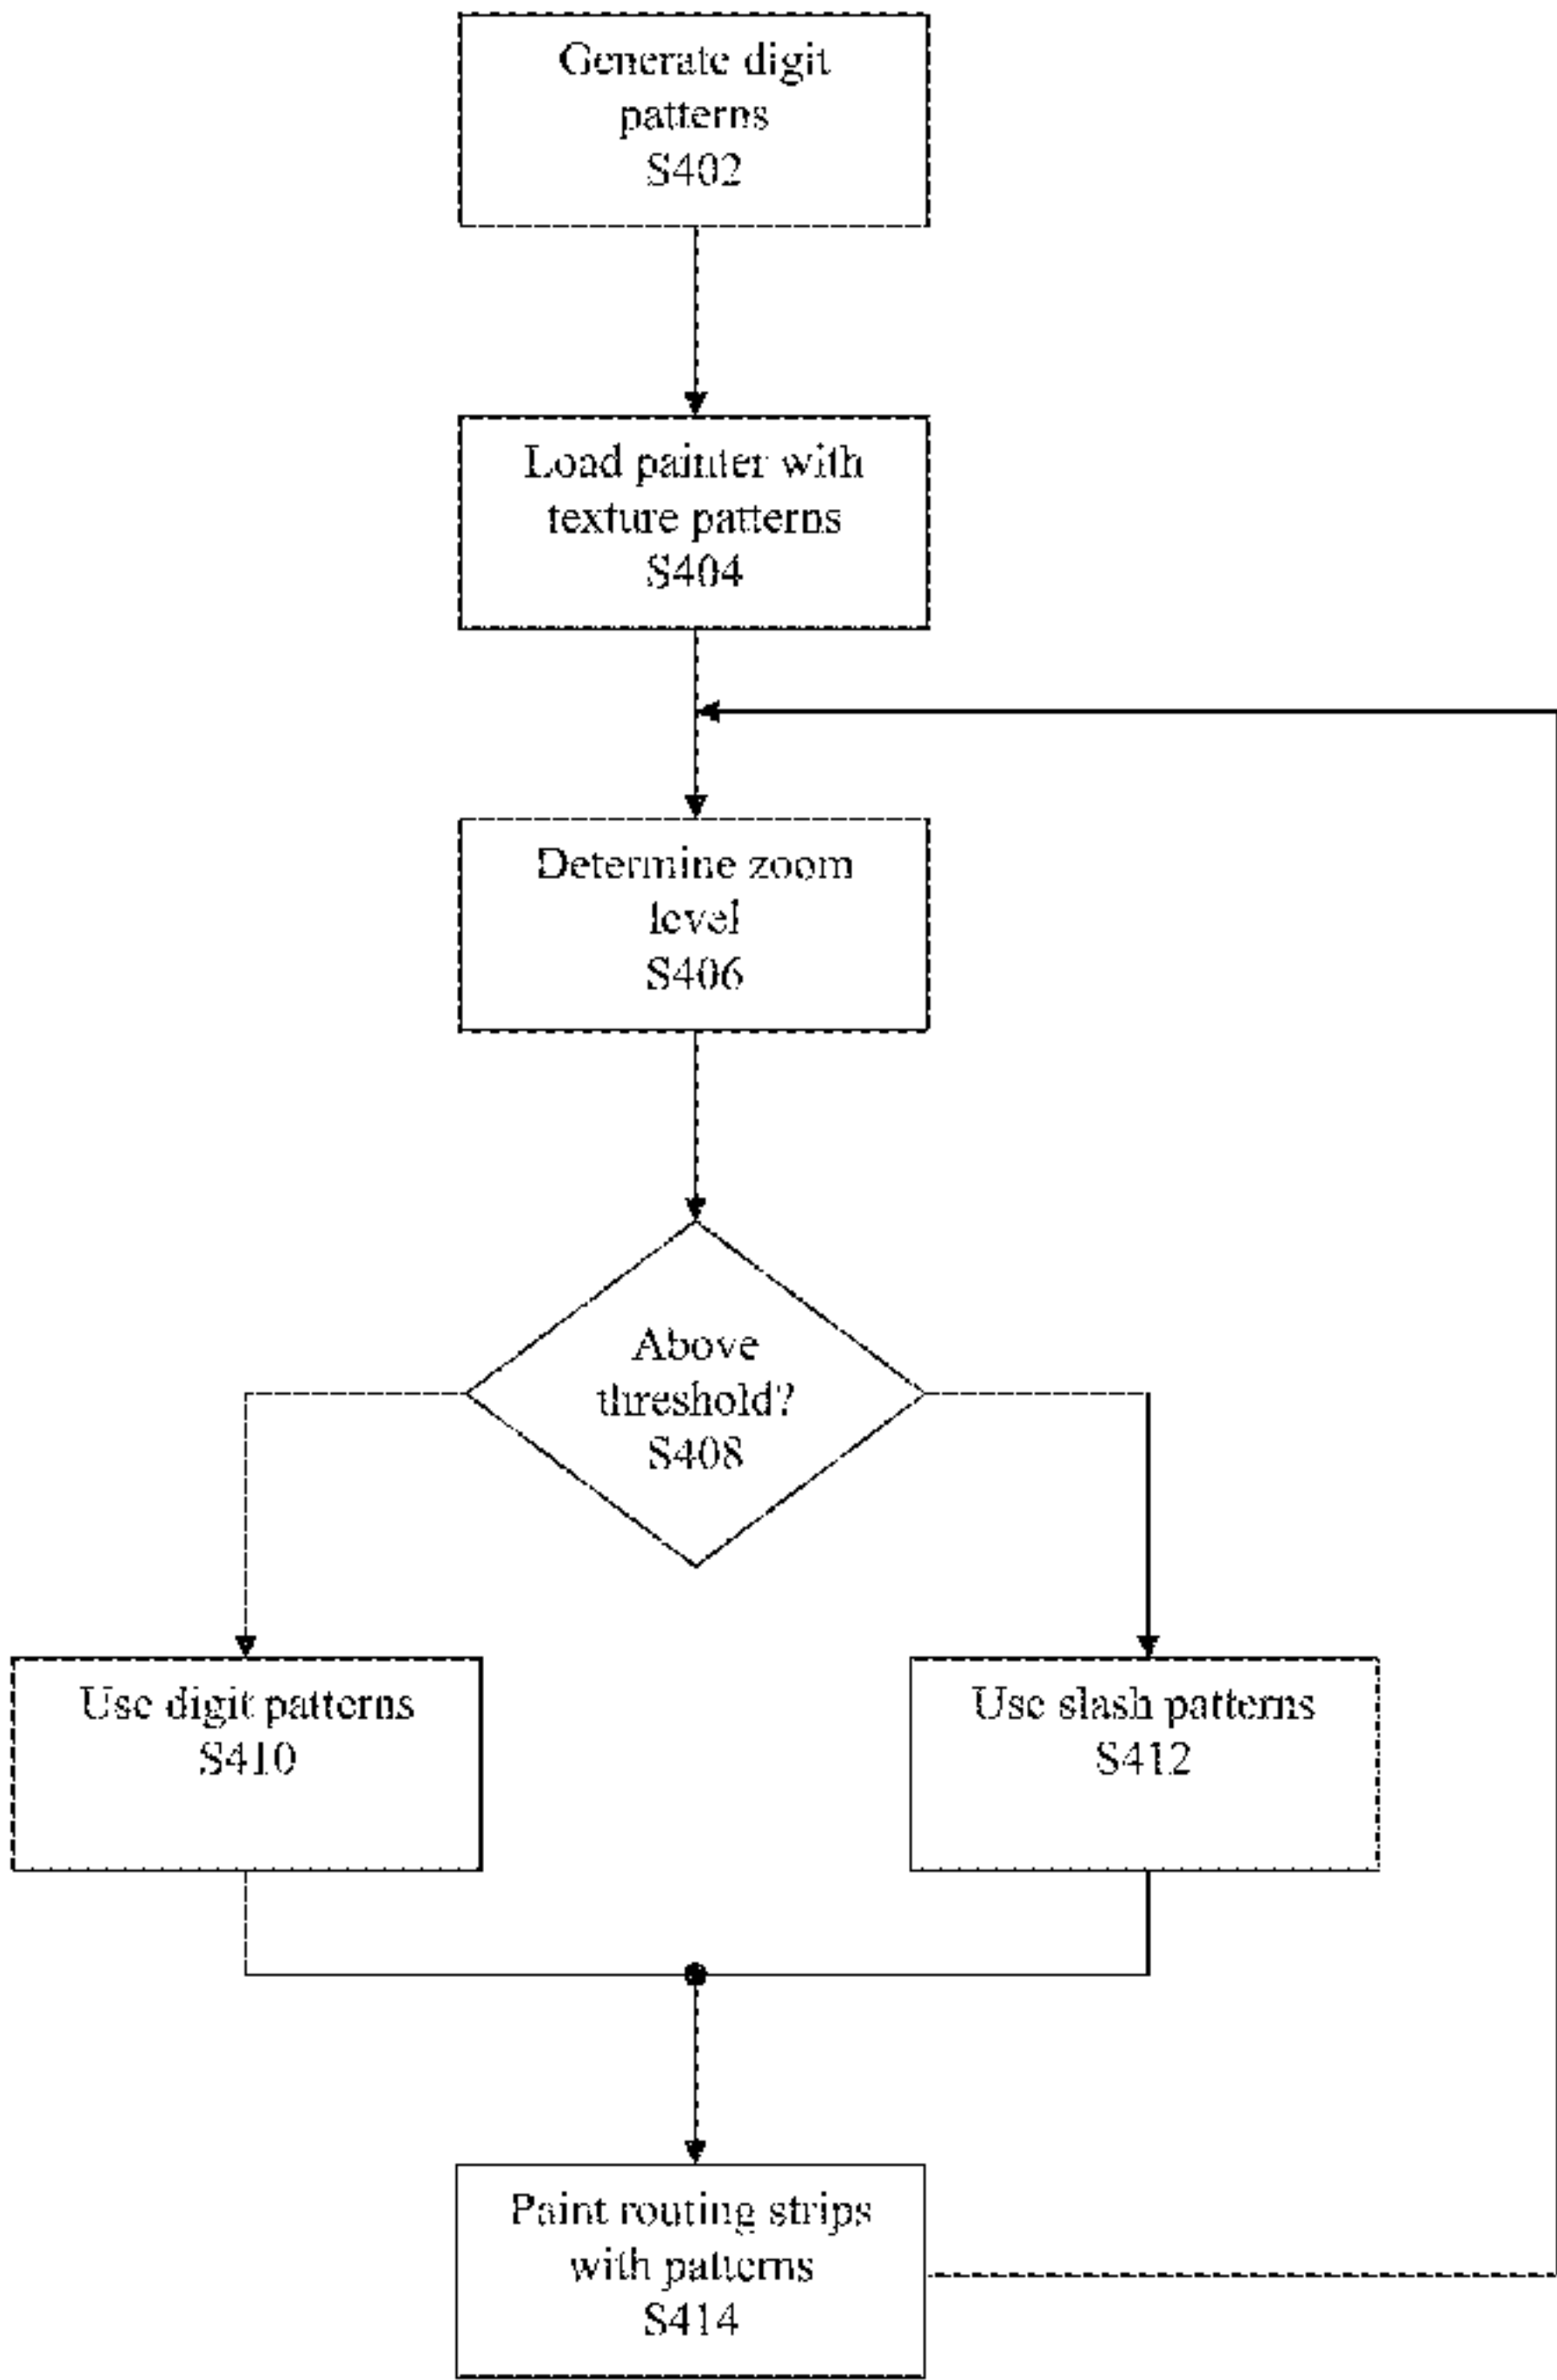 Generate digit
patterns
S402
Load painter with
texture patterns
S404
Determine zoom
level
S406
Above
threshold?
S408
Use digit patterns
S410
Use slash patterns
S412
Paint routing strips
with patterns
S414